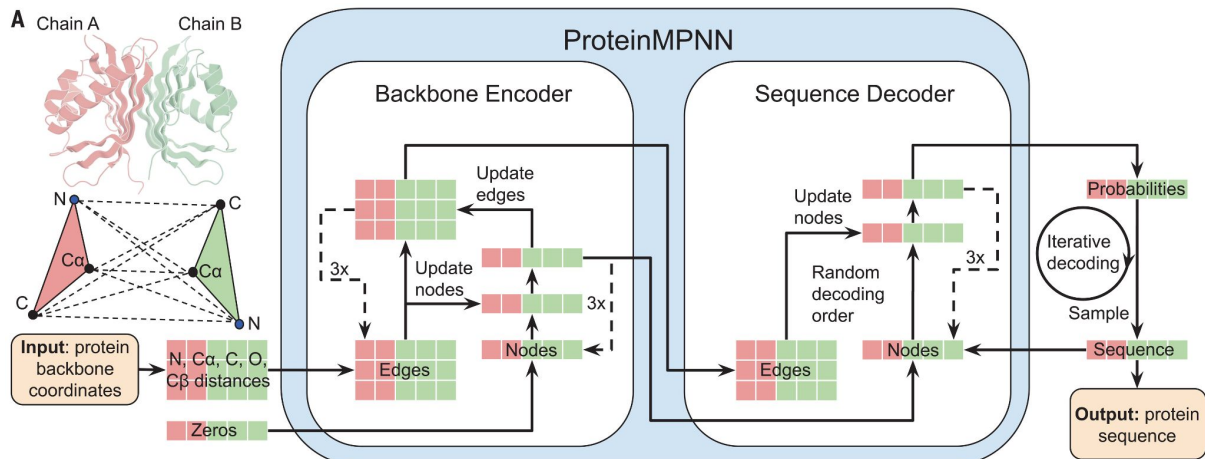 A
Chain A
Chain B
N
C
Cα
Cα
C
N
Input: protein
backbone
coordinates
N, Cα, C, O,
Cβ distances
Zeros
ProteinMPNN
Backbone Encoder
Update
edges
3x
Update
nodes
3x
Edges
Nodes
Sequence Decoder
Update
nodes
3x
Random
decoding
order
Edges
Nodes
Probabilities
Iterative
decoding
Sample
Sequence
Output: protein
sequence